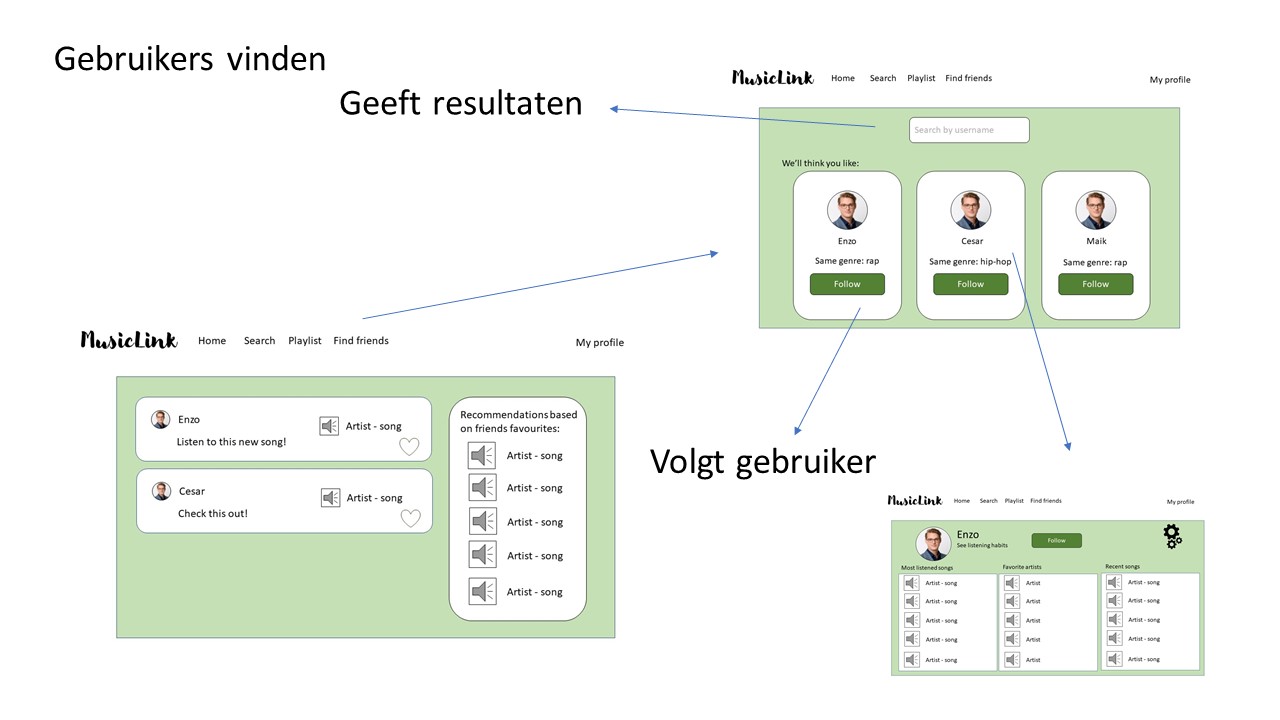 Gebruikers vinden
Geeft resultaten
MusicLink Home Search Playlist Find friends My profile
Search by username
We'll think you like:
Enzo Cesar Maik
Same genre: rap Same genre: hip-hop Same genre: rap
Follow Follow Follow
MusicLink Home Search Playlist Find friends My profile
Enzo
Artist - song
Listen to this new song!
Cesar
Artist - song
Check this out!
Recommendations based
on friends favourites:
Artist - song
Artist - song
Artist - song
Artist - song
Artist - song
Volgt gebruiker
MusicLink Home Search Playlist Find friends My profile
Enzo
See listening habits
Follow
Most listened songs Favorite artists Recent songs
Artist - song Artist Artist - song
Artist - song Artist Artist - song
Artist - song Artist Artist - song
Artist - song Artist Artist - song
Artist - song Artist Artist - song